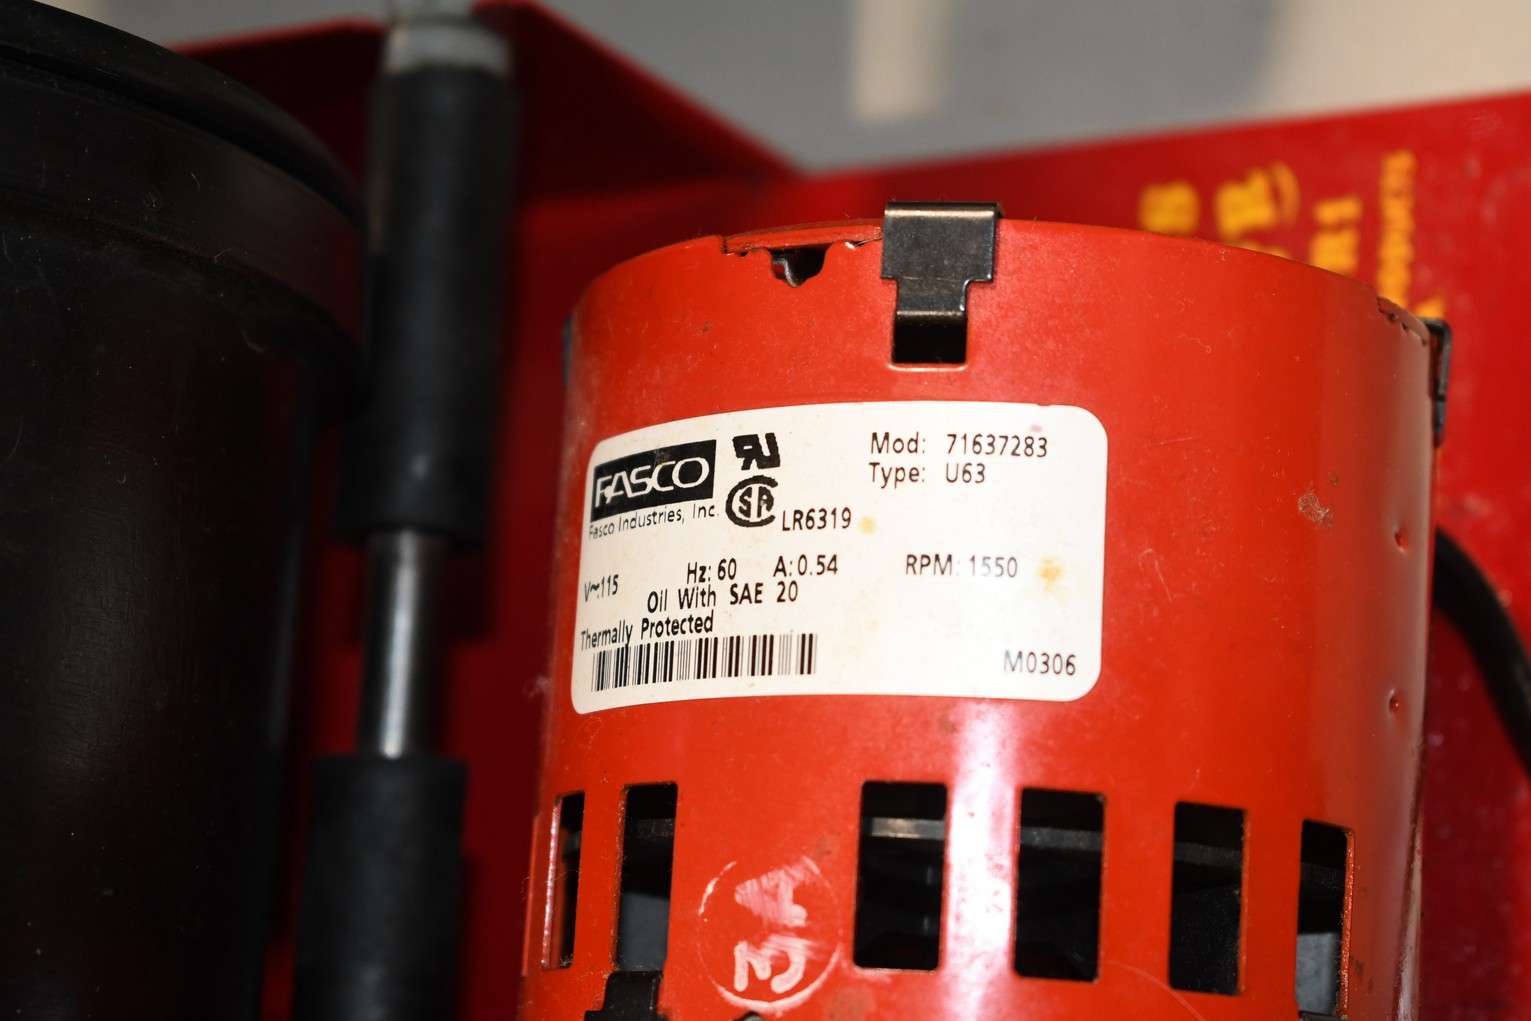 FASCO
Fasco Industries, Inc.
LR6319
Mod: 71637283
Type: U63
V~:115 Hz: 60 A: 0.54 RPM: 1550
Oil With SAE 20
Thermally Protected
M0306